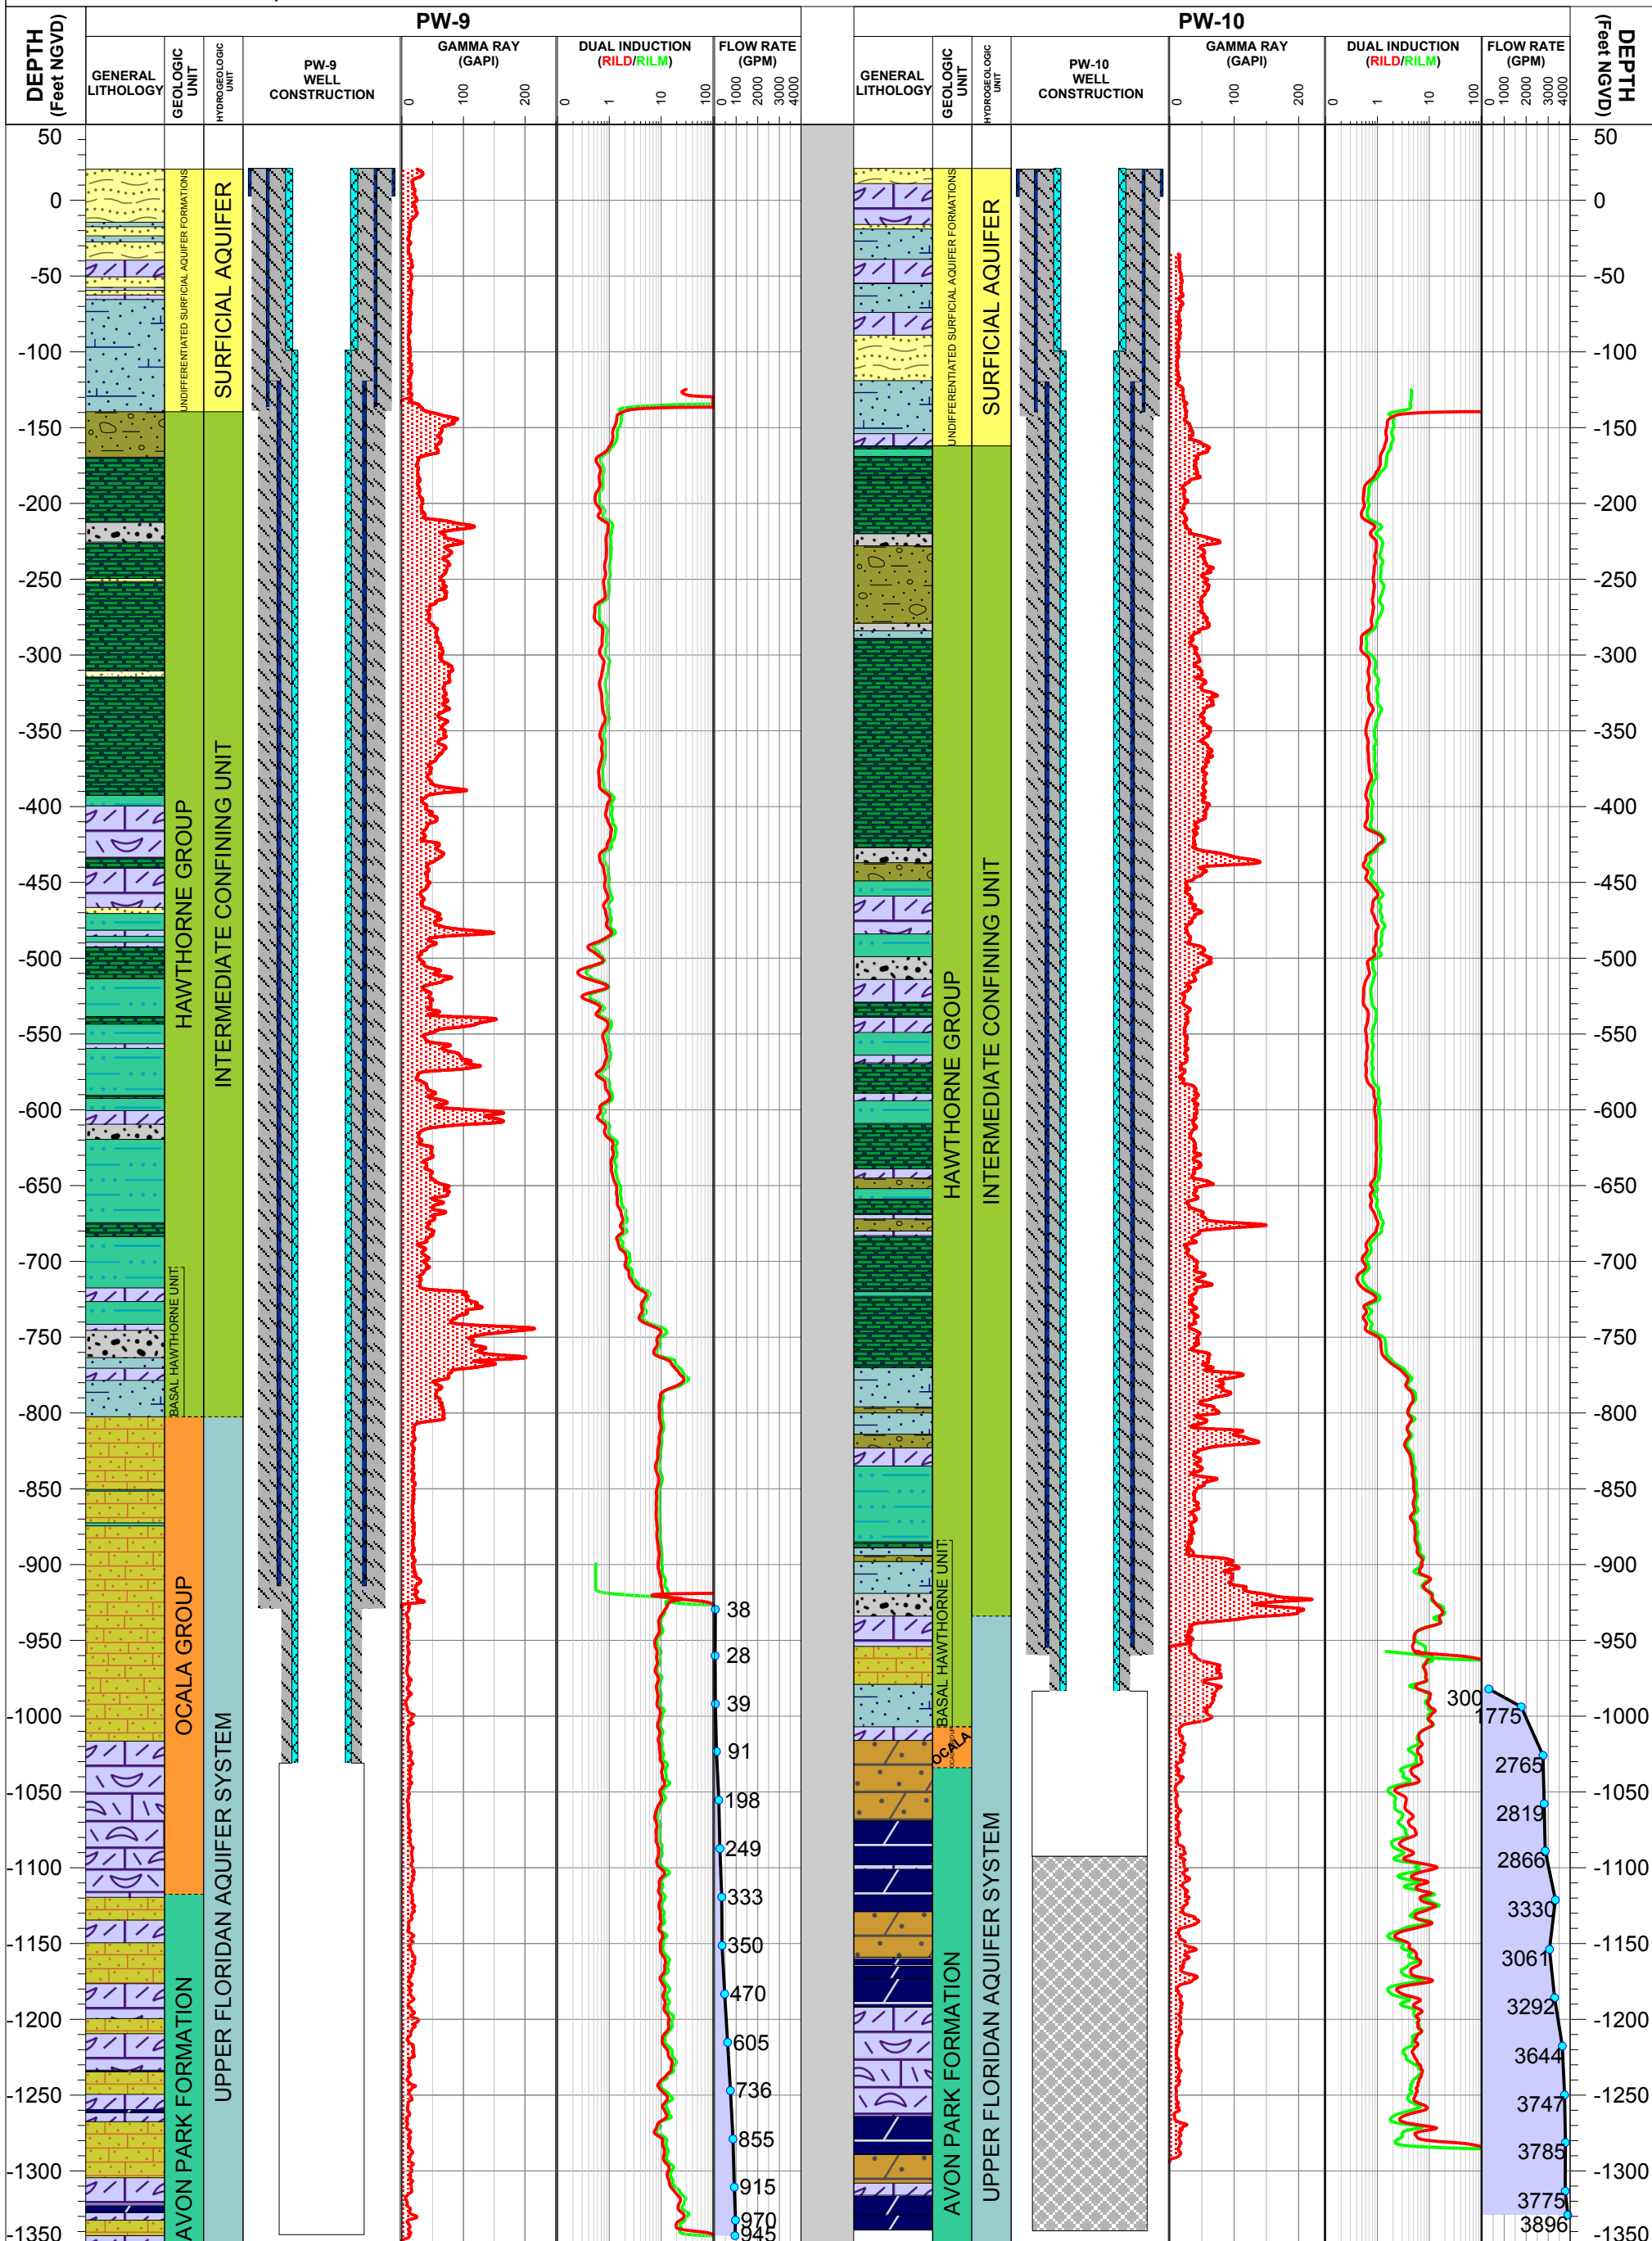 PW-9
PW-10
DEPTH
(Feet NGVD)
GENERAL
LITHOLOGY
GEOLOGIC
UNIT
HYDROGEOLOGIC
UNIT
PW-9
WELL
CONSTRUCTION
GAMMA RAY
(GAPI)
0 100 200
DUAL INDUCTION
(RILD/RILM)
0 1 10 100
FLOW RATE
(GPM)
0 1000 2000 3000 4000
GENERAL
LITHOLOGY
GEOLOGIC
UNIT
HYDROGEOLOGIC
UNIT
PW-10
WELL
CONSTRUCTION
GAMMA RAY
(GAPI)
0 100 200
DUAL INDUCTION
(RILD/RILM)
0 1 10 100
FLOW RATE
(GPM)
0 1000 2000 3000 4000
DEPTH
(Feet NGVD)
50
0
-50
-100
-150
-200
-250
-300
-350
-400
-450
-500
-550
-600
-650
-700
-750
-800
-850
-900
-950
-1000
-1050
-1100
-1150
-1200
-1250
-1300
-1350
UNDIFFERENTIATED SURFICIAL AQUIFER FORMATIONS
SURFICIAL AQUIFER
HAWTHORNE GROUP
INTERMEDIATE CONFINING UNIT
BASAL HAWTHORNE UNIT
OCALA GROUP
UPPER FLORIDAN AQUIFER SYSTEM
AVON PARK FORMATION
38
28
39
91
198
249
333
350
470
605
736
855
915
970
945
UNDIFFERENTIATED SURFICIAL AQUIFER FORMATIONS
SURFICIAL AQUIFER
HAWTHORNE GROUP
INTERMEDIATE CONFINING UNIT
BASAL HAWTHORNE UNIT
OCALA
AVON PARK FORMATION
UPPER FLORIDAN AQUIFER SYSTEM
300
1775
2765
2819
2866
3330
3061
3292
3644
3747
3785
3775
3896
50
0
-50
-100
-150
-200
-250
-300
-350
-400
-450
-500
-550
-600
-650
-700
-750
-800
-850
-900
-950
-1000
-1050
-1100
-1150
-1200
-1250
-1300
-1350